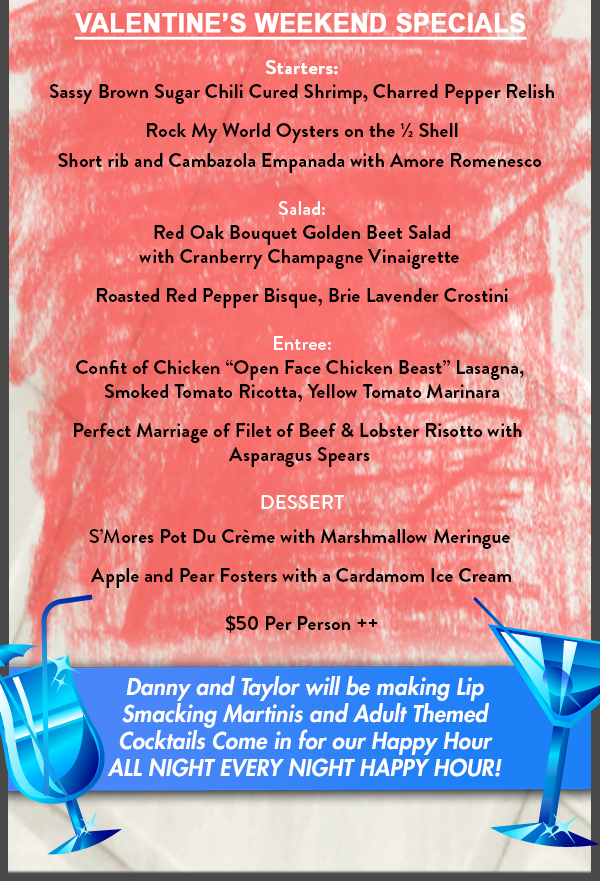 VALENTINE’S WEEKEND SPECIALS
Starters:
Sassy Brown Sugar Chili Cured Shrimp, Charred Pepper Relish
Rock My World Oysters on the ½ Shell
Short rib and Cambazola Empanada with Amore Romenesco
Salad:
Red Oak Bouquet Golden Beet Salad
with Cranberry Champagne Vinaigrette
Roasted Red Pepper Bisque, Brie Lavender Crostini
Entree:
Confit of Chicken “Open Face Chicken Beast” Lasagna,
Smoked Tomato Ricotta, Yellow Tomato Marinara
Perfect Marriage of Filet of Beef & Lobster Risotto with
Asparagus Spears
DESSERT
S’Mores Pot Du Crème with Marshmallow Meringue
Apple and Pear Fosters with a Cardamom Ice Cream
$50 Per Person ++
Danny and Taylor will be making Lip
Smacking Martinis and Adult Themed
Cocktails Come in for our Happy Hour
ALL NIGHT EVERY NIGHT HAPPY HOUR!